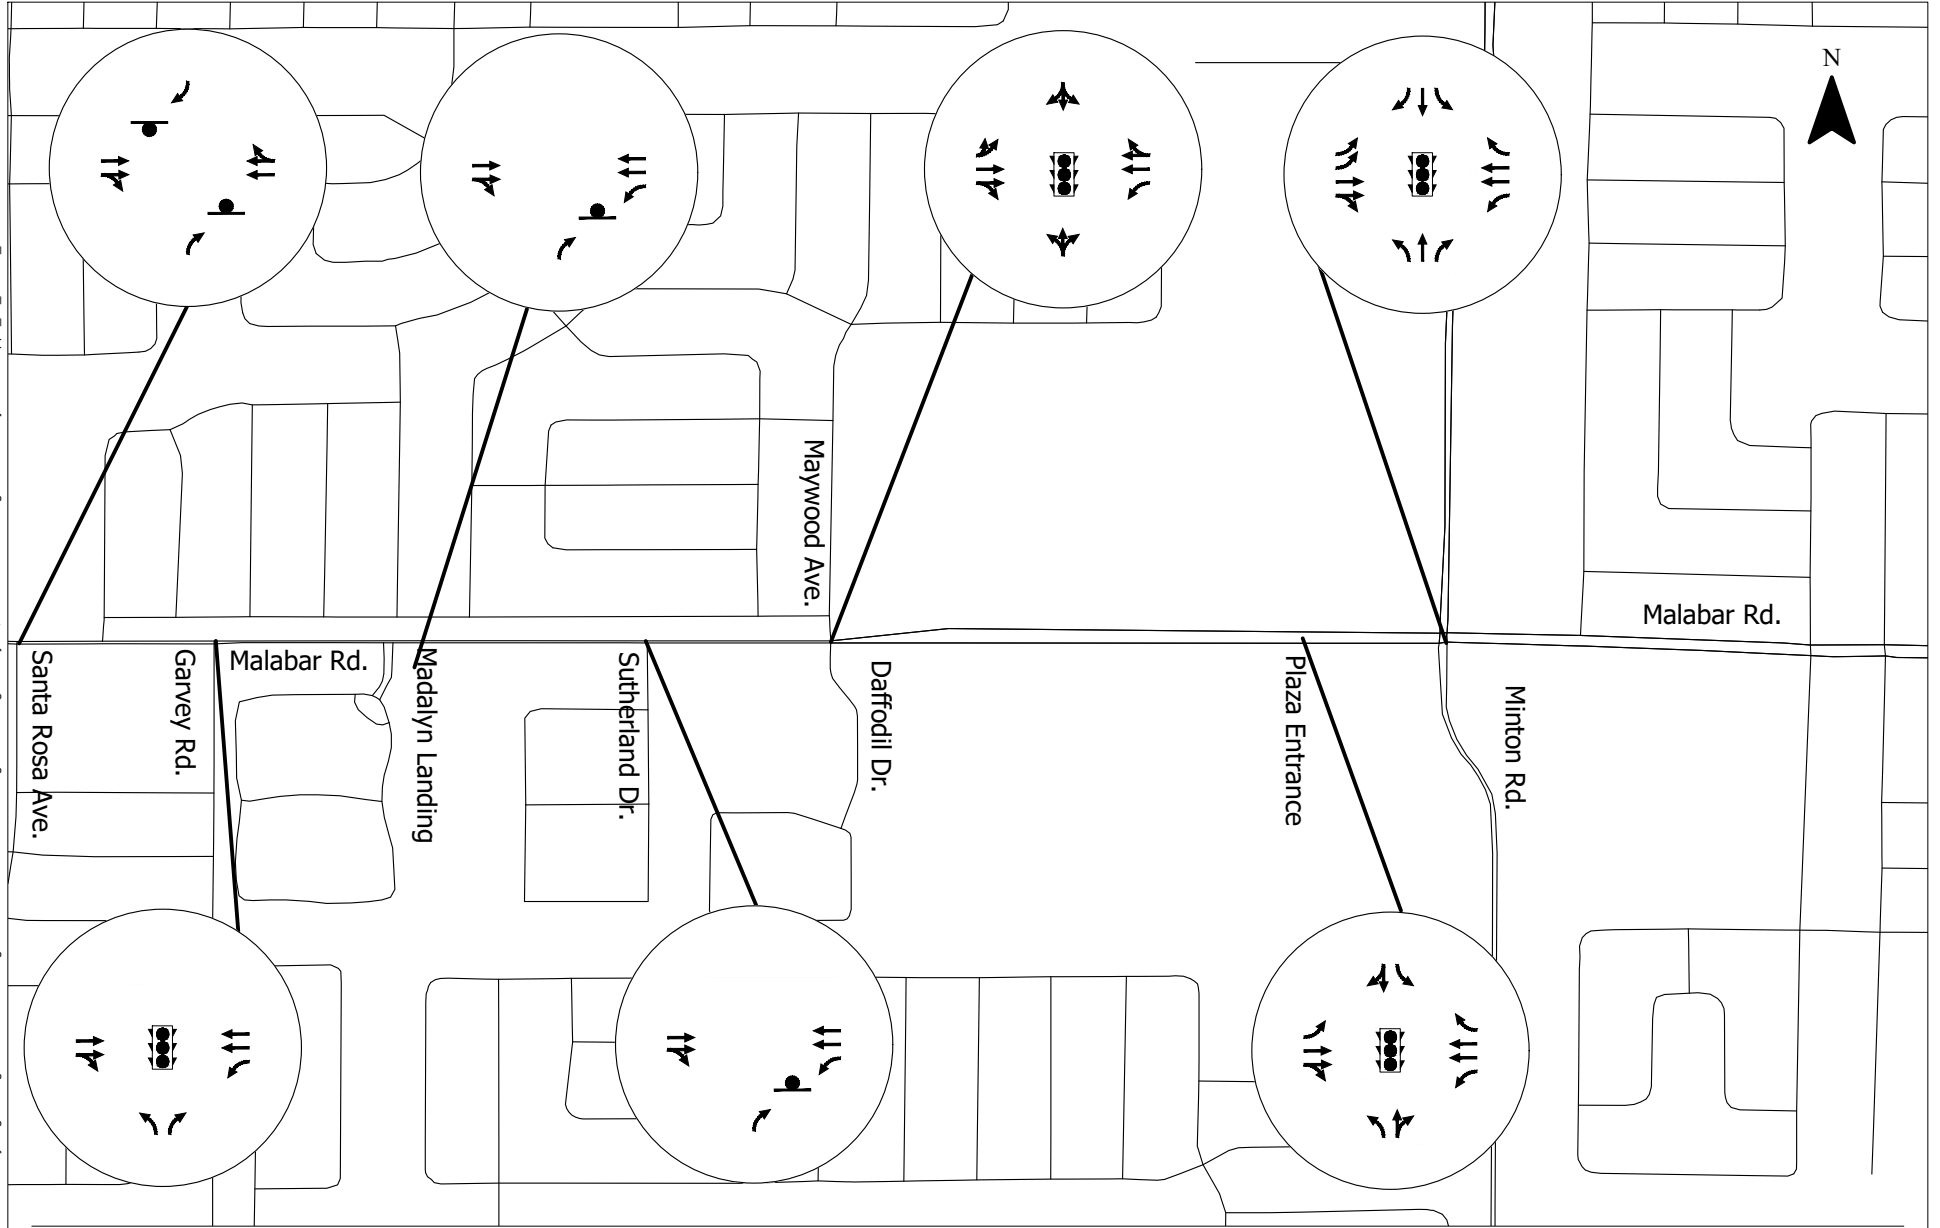 N
Maywood Ave.
Malabar Rd.
Santa Rosa Ave.
Garvey Rd.
Malabar Rd.
Madalyn Landing
Sutherland Dr.
Daffodil Dr.
Plaza Entrance
Minton Rd.